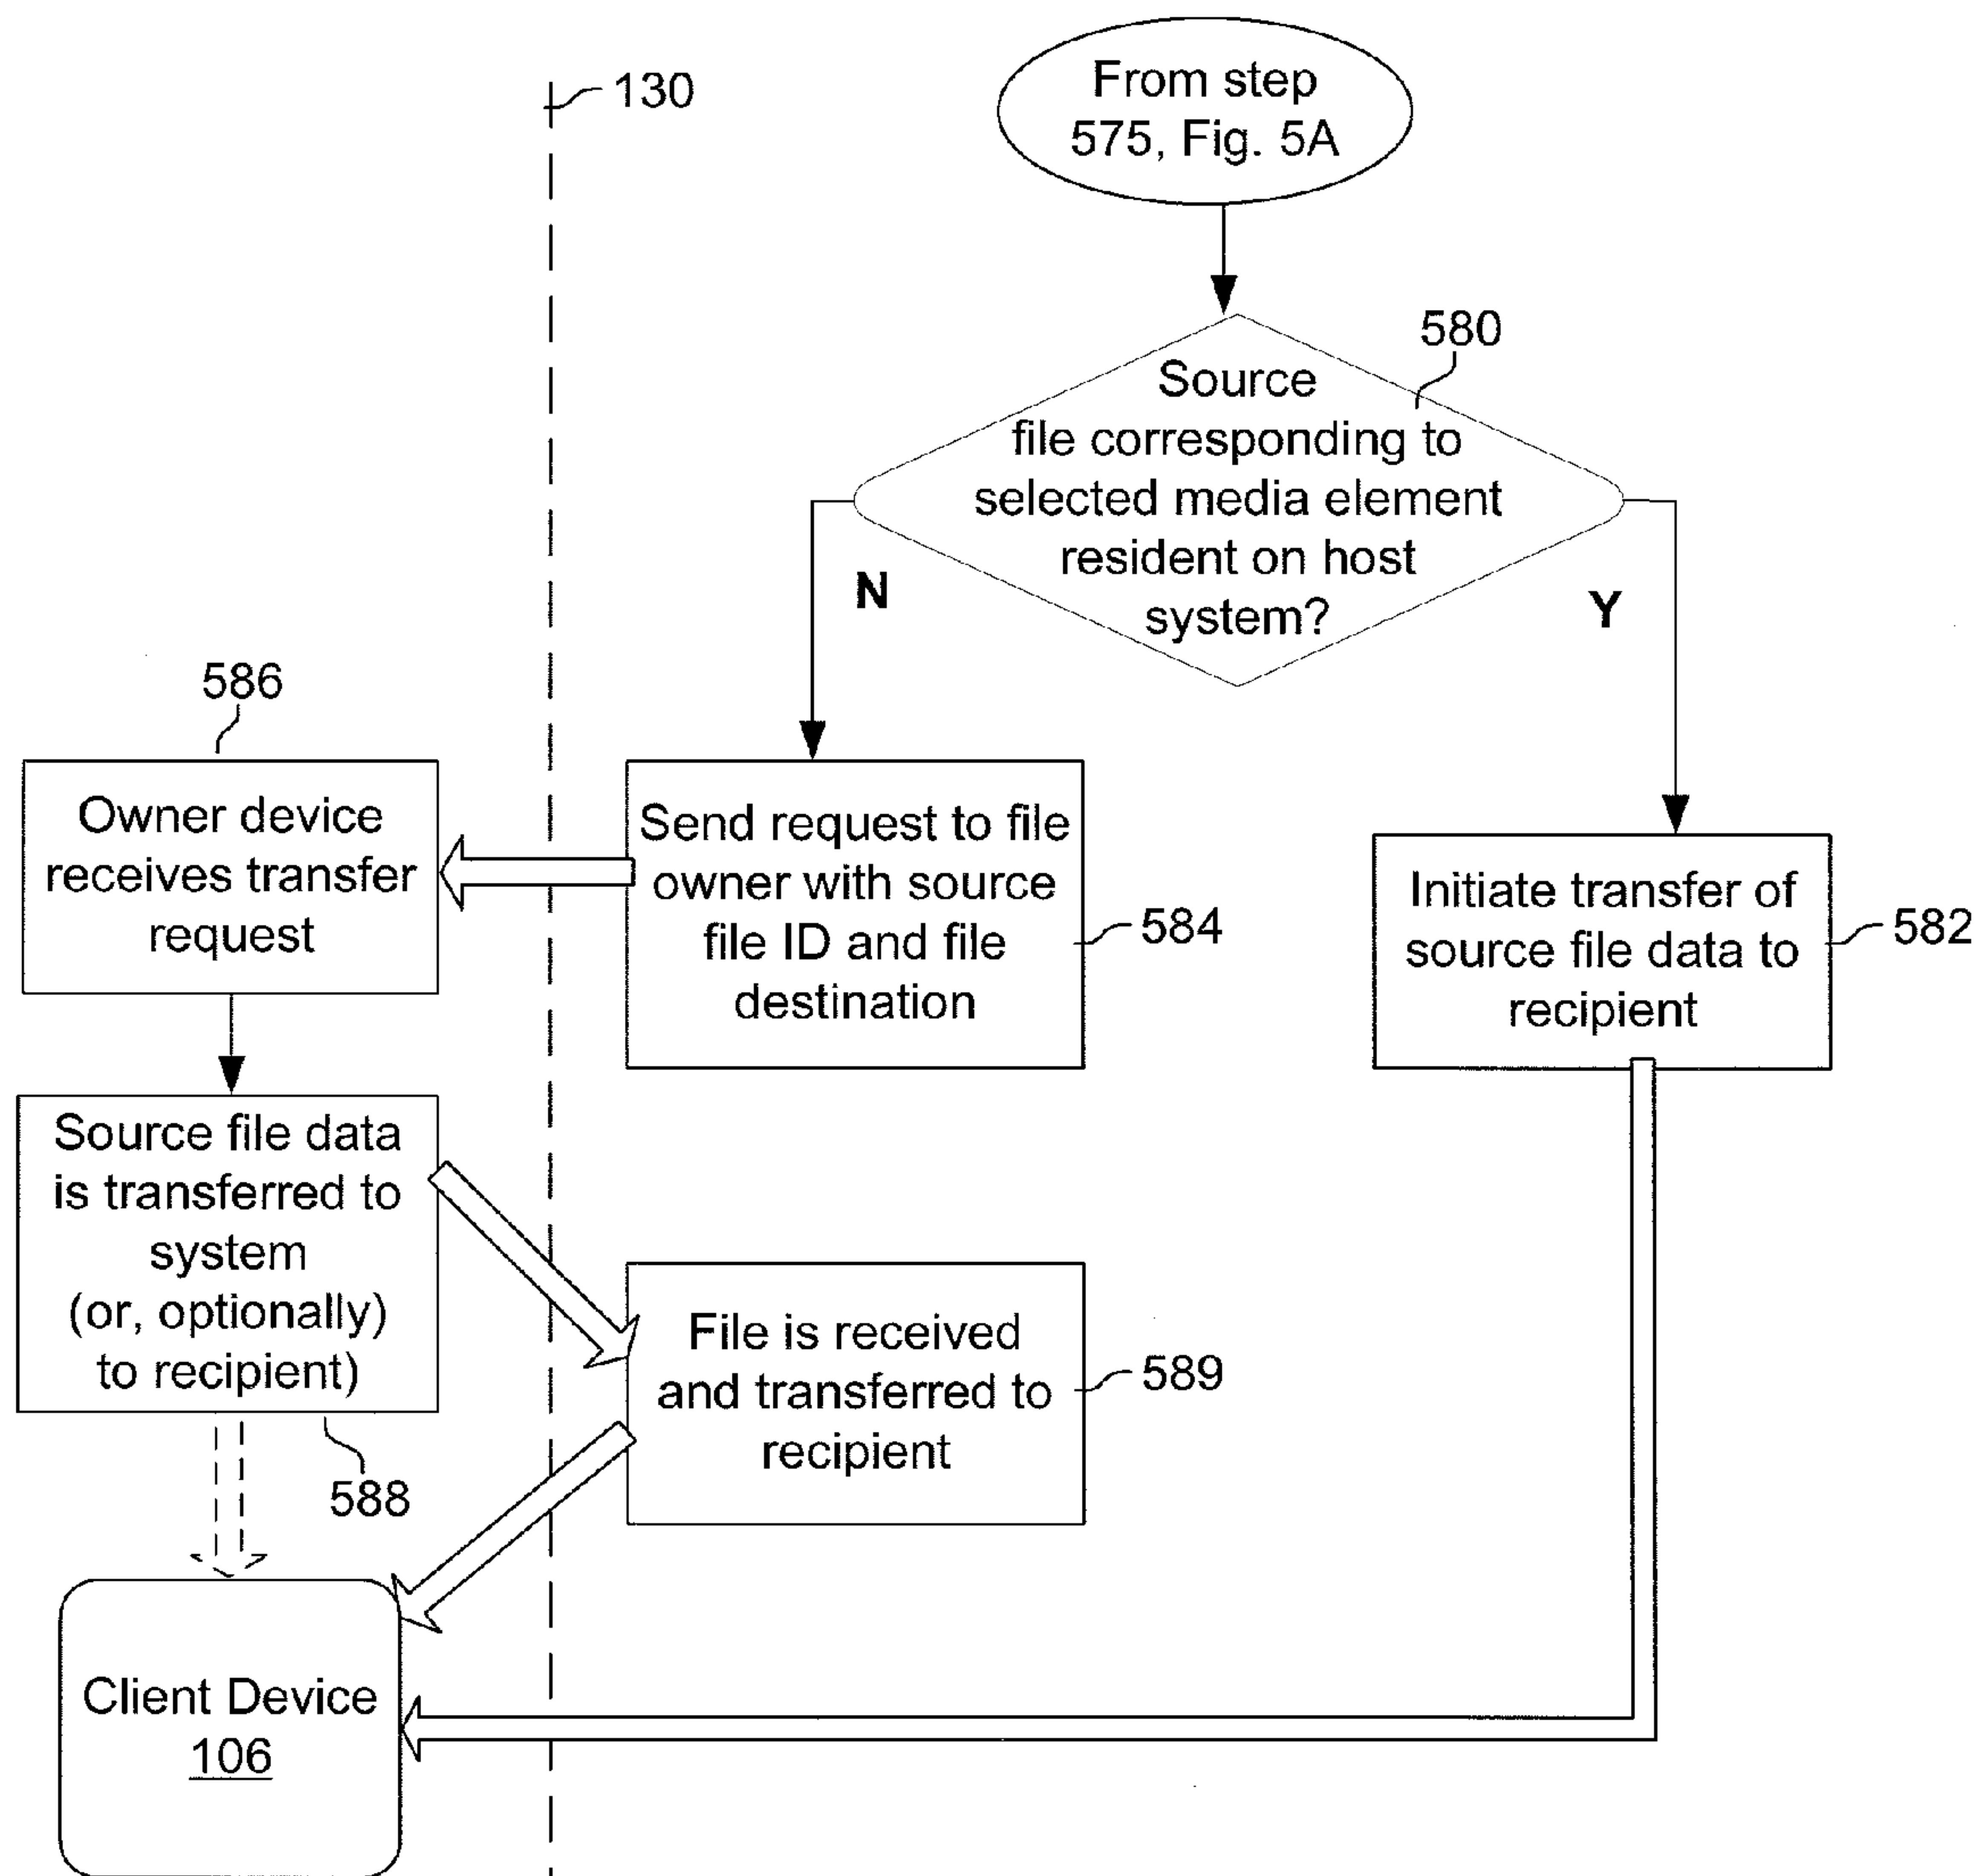 130
From step
575, Fig. 5A
580
Source
file corresponding to
selected media element
resident on host
system?
N
Y
586
Owner device
receives transfer
request
Send request to file
owner with source
file ID and file
destination
584
Initiate transfer of
source file data to
recipient
582
Source file data
is transferred to
system
(or, optionally)
to recipient)
588
File is received
and transferred to
recipient
589
Client Device
106